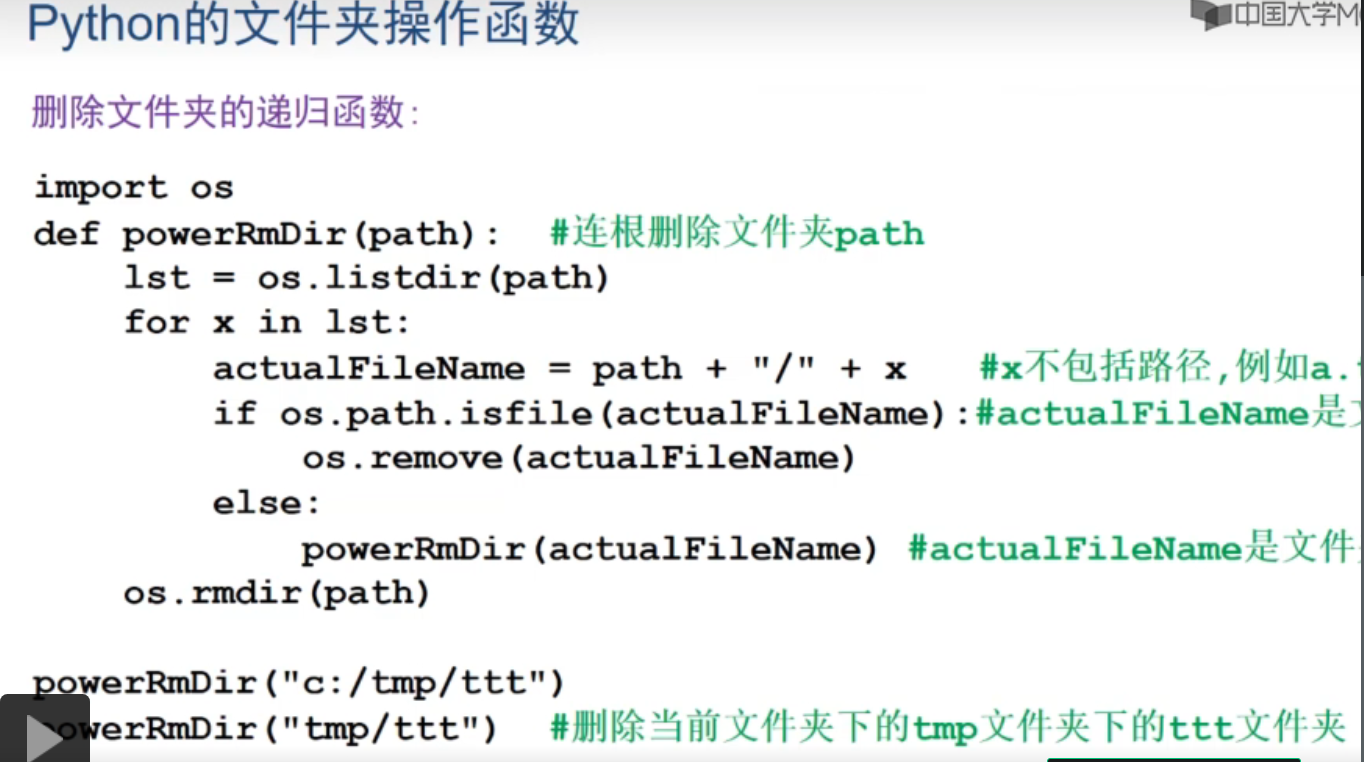 Python的文件夹操作函数
中国大学M
删除文件夹的递归函数:
import os
def powerRmDir(path): #连根删除文件夹path
lst = os.listdir(path)
for x in lst:
actualFileName = path + "/" + x #x不包括路径,例如a.
if os.path.isfile(actualFileName):#actualFileName是
os.remove(actualFileName)
else:
powerRmDir(actualFileName) #actualFileName是文件
os.rmdir(path)
powerRmDir("c:/tmp/ttt")
owerRmDir("tmp/ttt") #删除当前文件夹下的tmp文件夹下的ttt文件夹